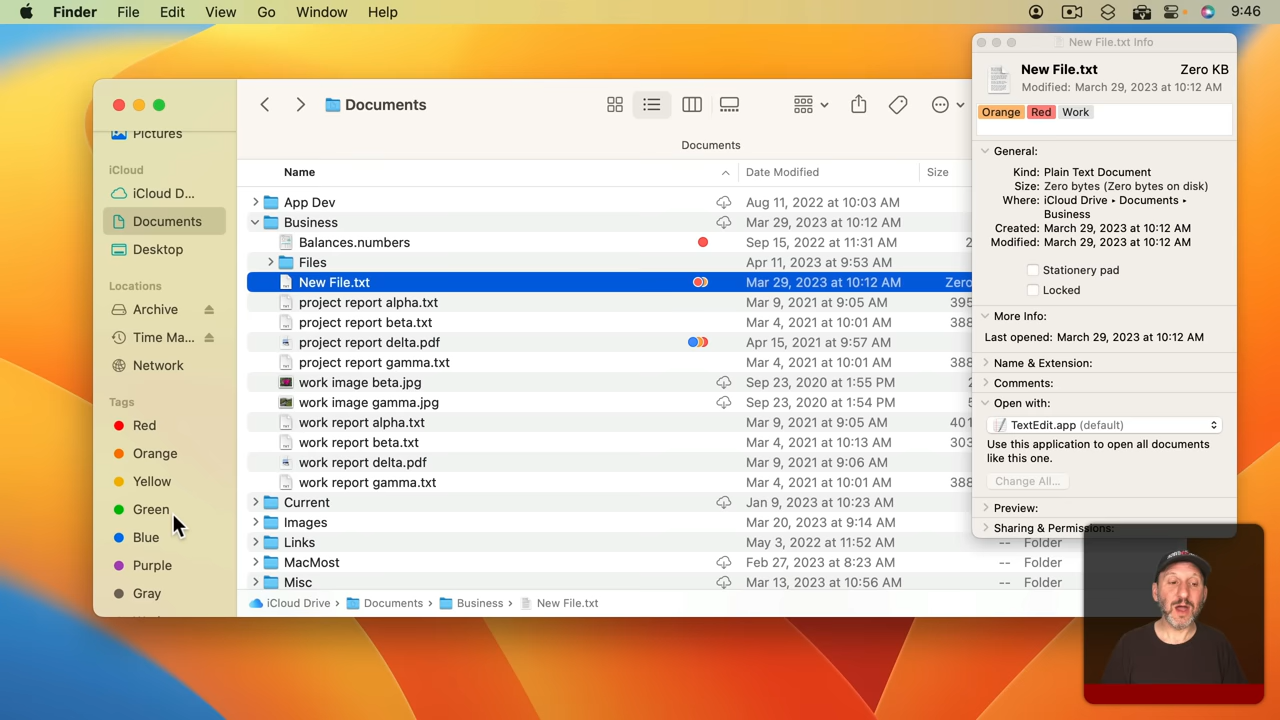 Finder File Edit View Go Window Help 9:46
Pictures
iCloud
iCloud D...
Documents
Desktop
Locations
Archive
Time Ma...
Network
Tags
Red
Orange
Yellow
Green
Blue
Purple
Gray
Documents
Documents
Name Date Modified Size
App Dev Aug 11, 2022 at 10:03 AM
Business Mar 29, 2023 at 10:12 AM
Balances.numbers Sep 15, 2022 at 11:31 AM 2
Files Apr 11, 2023 at 9:53 AM
New File.txt Mar 29, 2023 at 10:12 AM Zero
project report alpha.txt Mar 9, 2021 at 9:05 AM 395
project report beta.txt Mar 4, 2021 at 10:01 AM 388
project report delta.pdf Apr 15, 2021 at 9:57 AM
project report gamma.txt Mar 4, 2021 at 10:01 AM 388
work image beta.jpg Sep 23, 2020 at 1:55 PM 2
work image gamma.jpg Sep 23, 2020 at 1:54 PM
work report alpha.txt Mar 9, 2021 at 9:05 AM 401
work report beta.txt Mar 4, 2021 at 10:13 AM 303
work report delta.pdf Mar 9, 2021 at 9:06 AM
work report gamma.txt Mar 4, 2021 at 10:01 AM 388
Current Jan 9, 2023 at 10:23 AM
Images Mar 20, 2023 at 9:14 AM
Links May 3, 2022 at 11:52 AM -- Folder
MacMost Feb 27, 2023 at 8:23 AM -- Folder
Misc Mar 13, 2023 at 10:56 AM -- Folder
iCloud Drive › Documents › Business › New File.txt
New File.txt Info
New File.txt Zero KB
Modified: March 29, 2023 at 10:12 AM
Orange Red Work
General:
Kind: Plain Text Document
Size: Zero bytes (Zero bytes on disk)
Where: iCloud Drive ▸ Documents ▸
Business
Created: March 29, 2023 at 10:12 AM
Modified: March 29, 2023 at 10:12 AM
Stationery pad
Locked
More Info:
Last opened: March 29, 2023 at 10:12 AM
Name & Extension:
Comments:
Open with:
TextEdit.app (default)
Use this application to open all documents
like this one.
Change All...
Preview:
Sharing & Permissions: